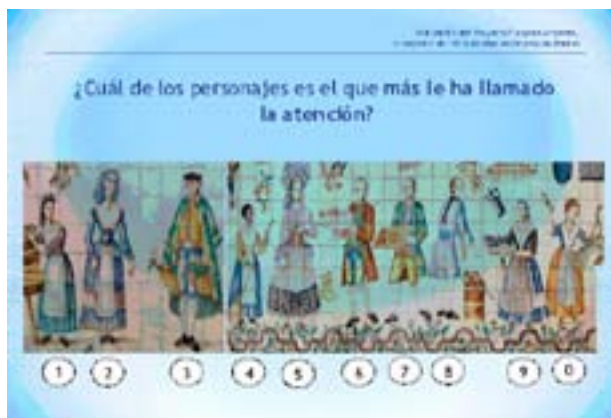 ¿Cuál de los personajes es el que más le ha llamado
la atención?
1 2 3 4 5 6 7 8 9 0